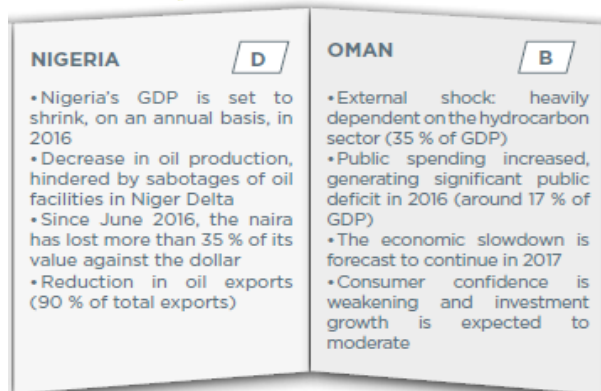 NIGERIA
D
•Nigeria's GDP is set to
shrink, on an annual basis, in
2016
•Decrease in oil production,
hindered by sabotages of oil
facilities in Niger Delta
•Since June 2016, the naira
has lost more than 35 % of its
value against the dollar
•Reduction in oil exports
(90 % of total exports)
OMAN
B
•External shock: heavily
dependent on the hydrocarbon
sector (35 % of GDP)
•Public spending increased,
generating significant public
deficit in 2016 (around 17 % of
GDP)
•The economic slowdown is
forecast to continue in 2017
•Consumer confidence is
weakening and investment
growth is expected to
moderate